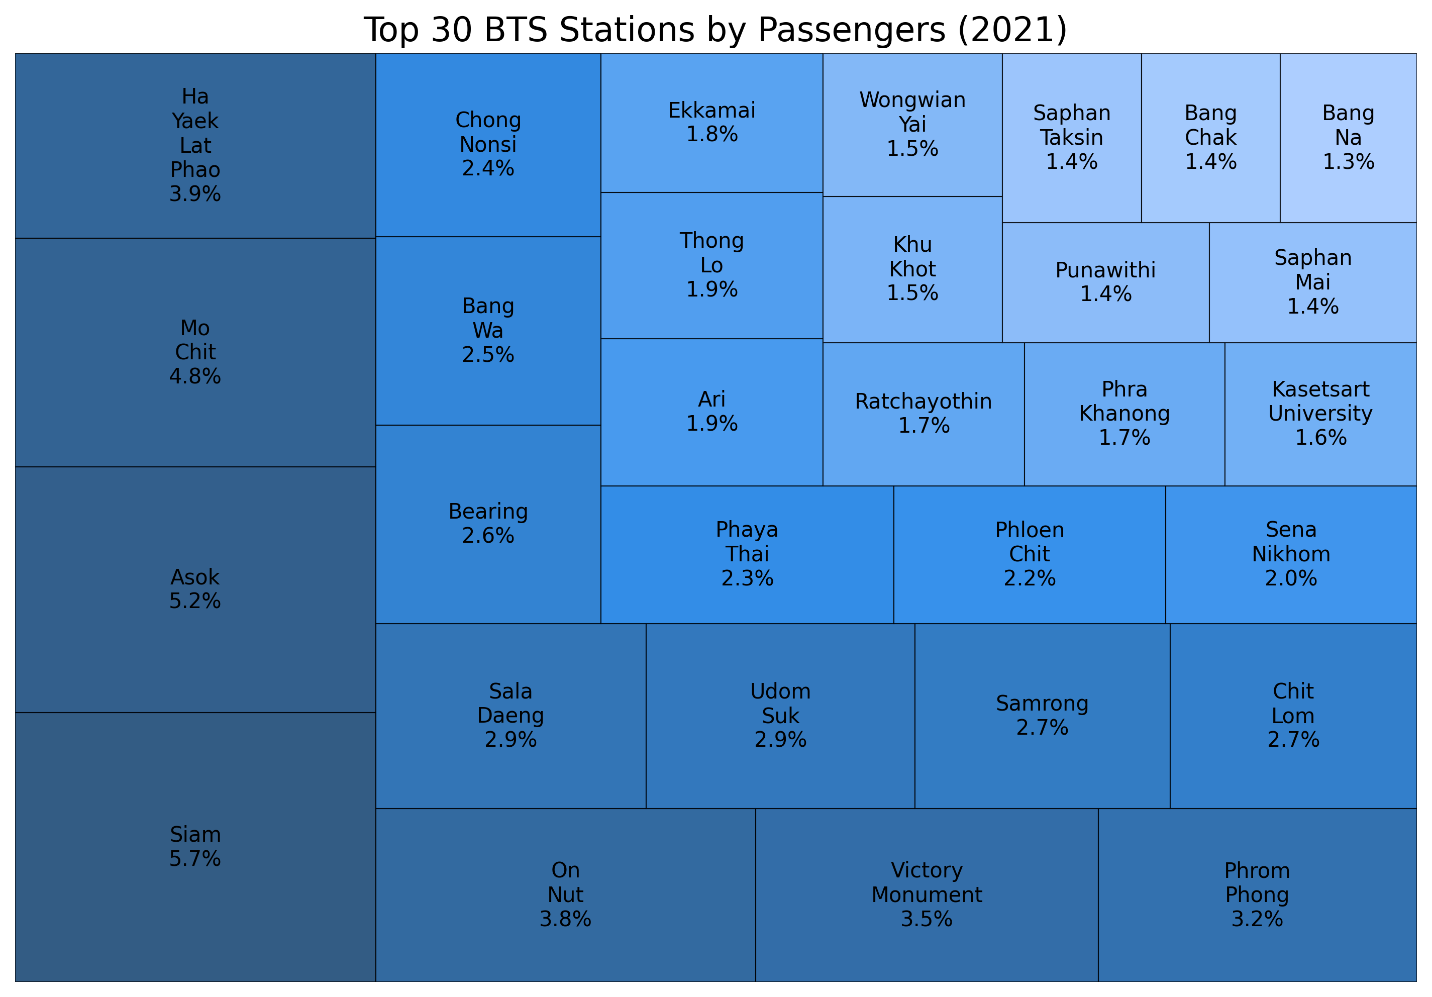 Top 30 BTS Stations by Passengers (2021)
Ha
Yaek
Lat
Phao
3.9%
Mo
Chit
4.8%
Asok
5.2%
Siam
5.7%
Chong
Nonsi
2.4%
Bang
Wa
2.5%
Bearing
2.6%
Ekkamai
1.8%
Thong
Lo
1.9%
Ari
1.9%
Wongwian
Yai
1.5%
Khu
Khot
1.5%
Saphan
Taksin
1.4%
Bang
Chak
1.4%
Bang
Na
1.3%
Punawithi
1.4%
Saphan
Mai
1.4%
Ratchayothin
1.7%
Phra
Khanong
1.7%
Kasetsart
University
1.6%
Phaya
Thai
2.3%
Phloen
Chit
2.2%
Sena
Nikhom
2.0%
Sala
Daeng
2.9%
Udom
Suk
2.9%
Samrong
2.7%
Chit
Lom
2.7%
On
Nut
3.8%
Victory
Monument
3.5%
Phrom
Phong
3.2%